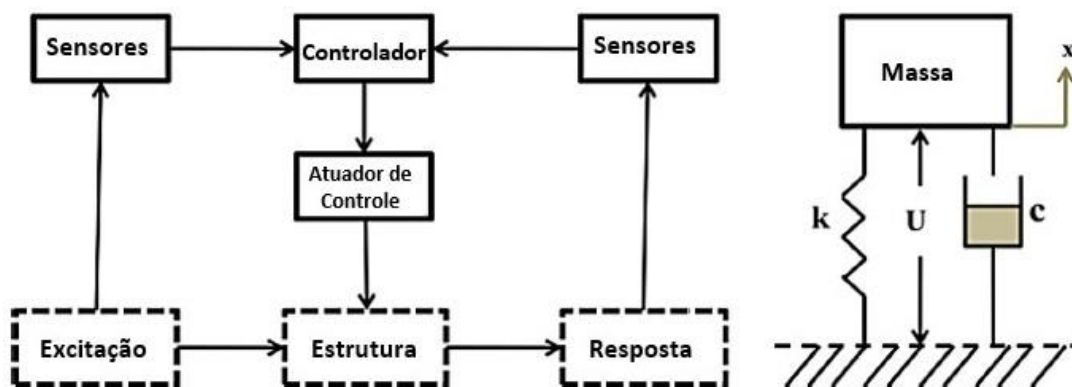 Sensores
Controlador
Sensores
Atuador de
Controle
Excitação
Estrutura
Resposta
Massa
x
k
U
c